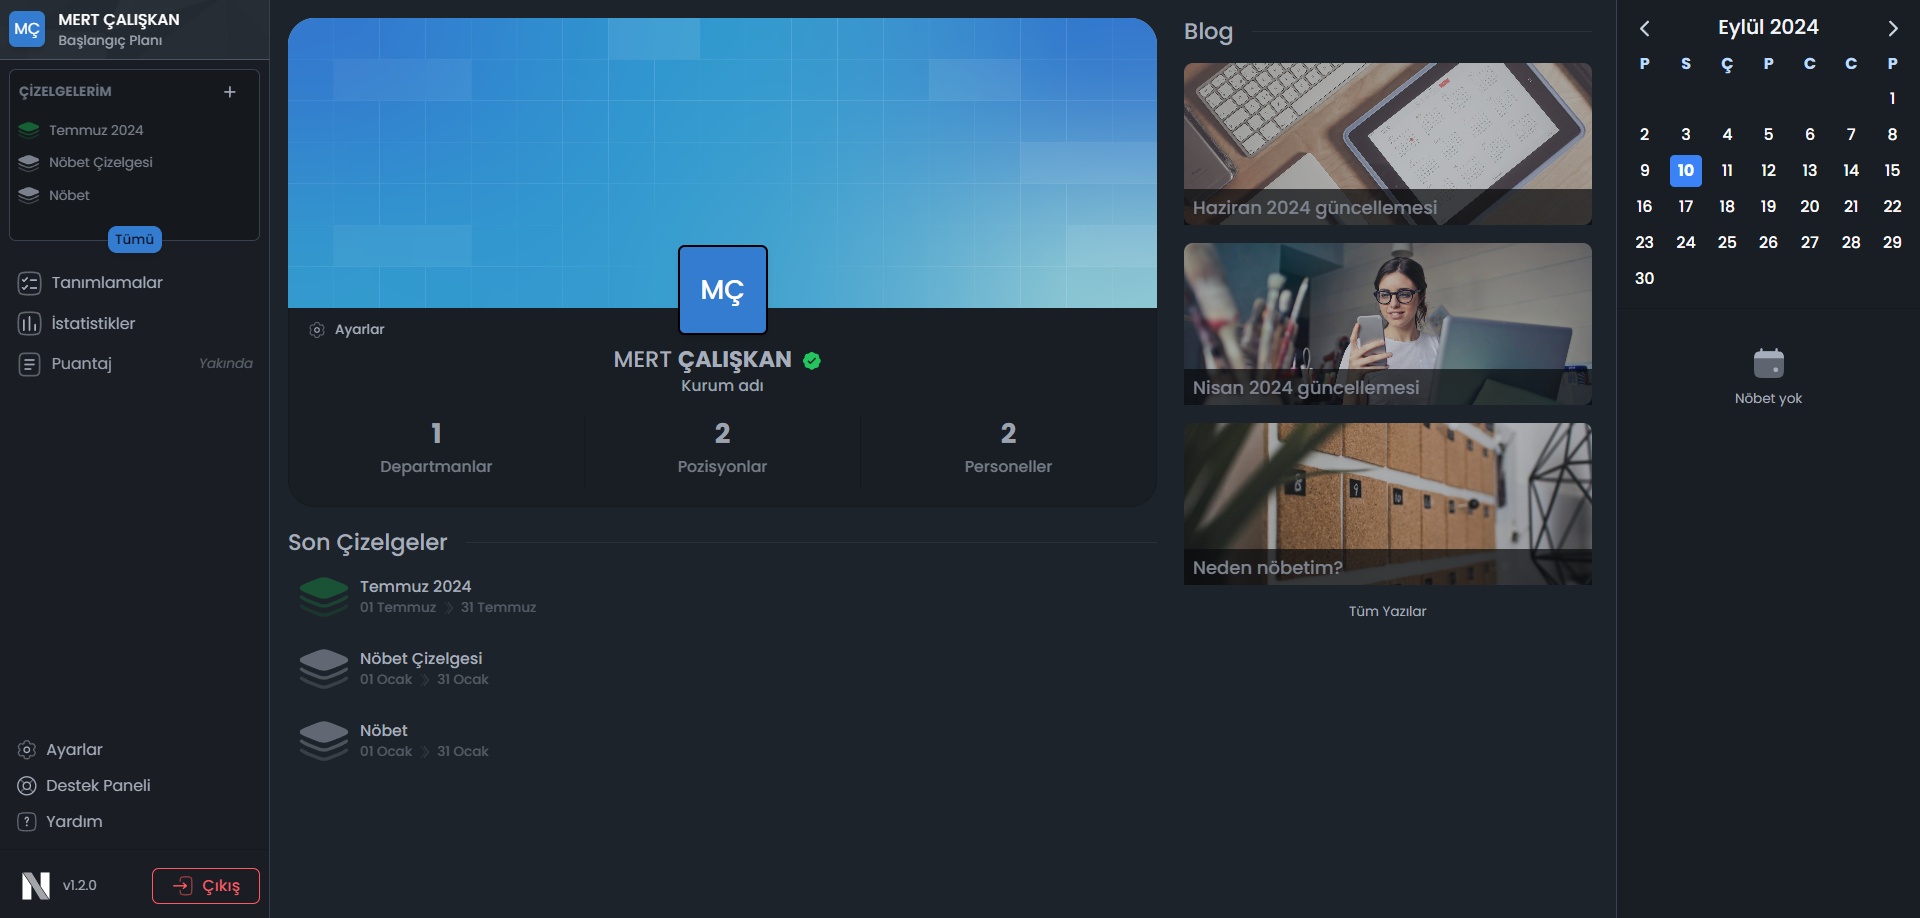 MÇ
MERT ÇALIŞKAN
Başlangıç Planı
ÇİZELGELERİM +
Temmuz 2024
Nöbet Çizelgesi
Nöbet
Tümü
Tanımlamalar
İstatistikler
Puantaj Yakında
Ayarlar
Destek Paneli
Yardım
N v1.2.0
Çıkış
MÇ
Ayarlar
MERT ÇALIŞKAN
Kurum adı
1 2 2
Departmanlar Pozisyonlar Personeller
Son Çizelgeler
Temmuz 2024
01 Temmuz 31 Temmuz
Nöbet Çizelgesi
01 Ocak 31 Ocak
Nöbet
01 Ocak 31 Ocak
Blog
Haziran 2024 güncellemesi
Nisan 2024 güncellemesi
8 9 10
Neden nöbetim?
Tüm Yazılar
Eylül 2024
P S Ç P C C P
1
2 3 4 5 6 7 8
9 10 11 12 13 14 15
16 17 18 19 20 21 22
23 24 25 26 27 28 29
30
Nöbet yok